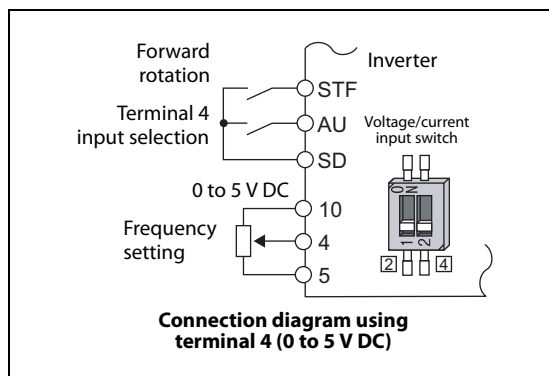 Forward
rotation
Inverter
STF
Terminal 4
input selection
AU
Voltage/current
input switch
SD
0 to 5 V DC
10
Frequency
setting
4
5
ON
1 2
2
4
Connection diagram using
terminal 4 (0 to 5 V DC)